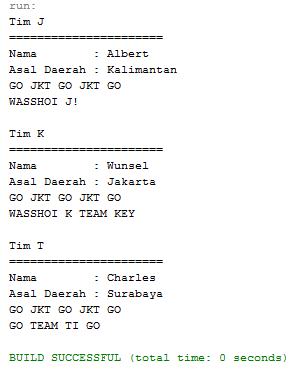 run:
Tim J
======================
Nama        : Albert
Asal Daerah : Kalimantan
GO JKT GO JKT GO
WASSHOI J!

Tim K
======================
Nama        : Wunsel
Asal Daerah : Jakarta
GO JKT GO JKT GO
WASSHOI K TEAM KEY

Tim T
======================
Nama        : Charles
Asal Daerah : Surabaya
GO JKT GO JKT GO
GO TEAM TI GO

BUILD SUCCESSFUL (total time: 0 seconds)